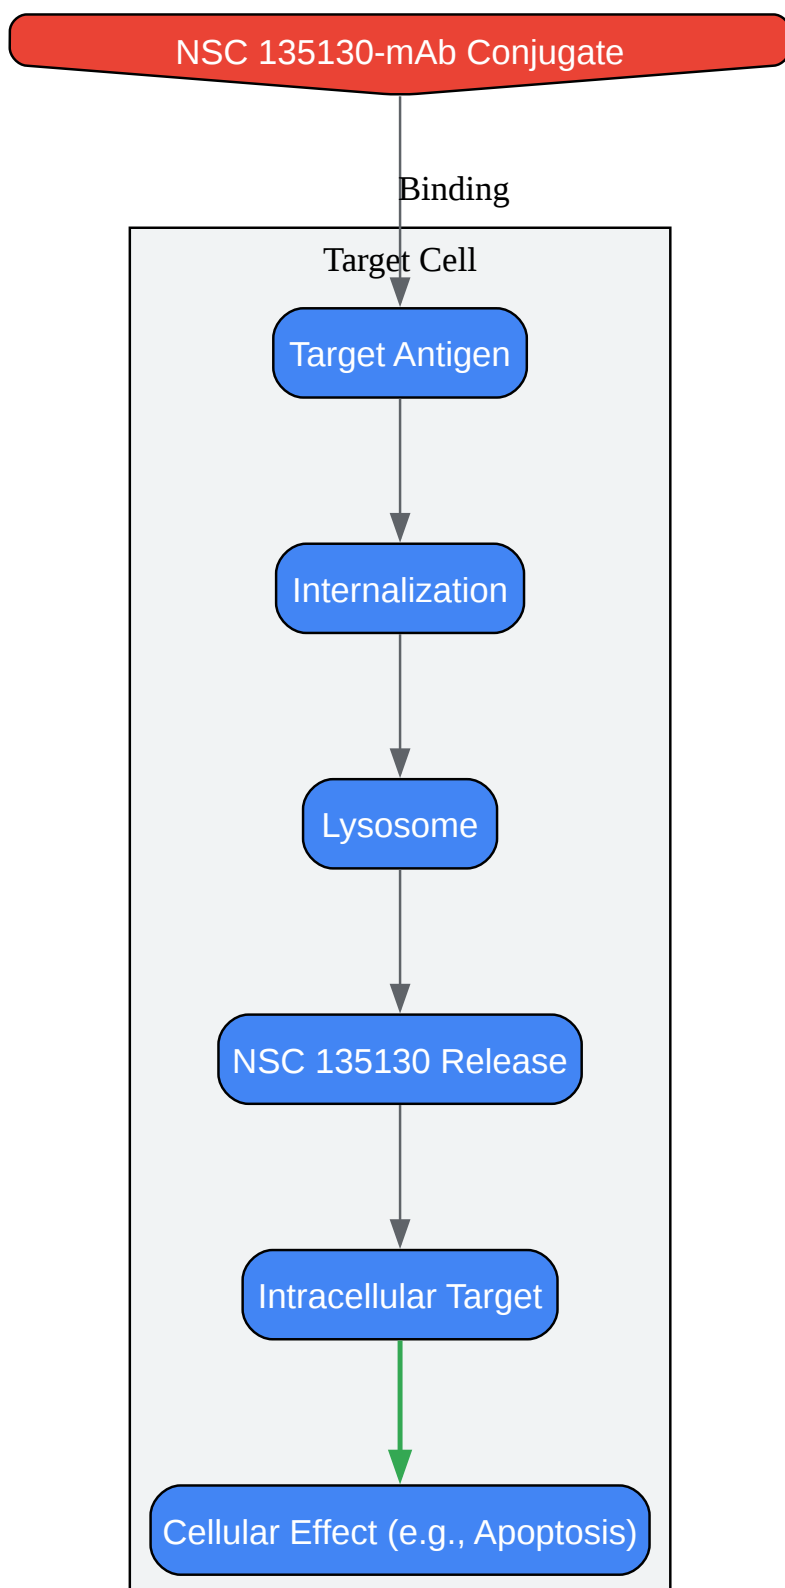 NSC 135130-mAb Conjugate
Binding
Target Cell
Target Antigen
Internalization
Lysosome
NSC 135130 Release
Intracellular Target
Cellular Effect (e.g., Apoptosis)